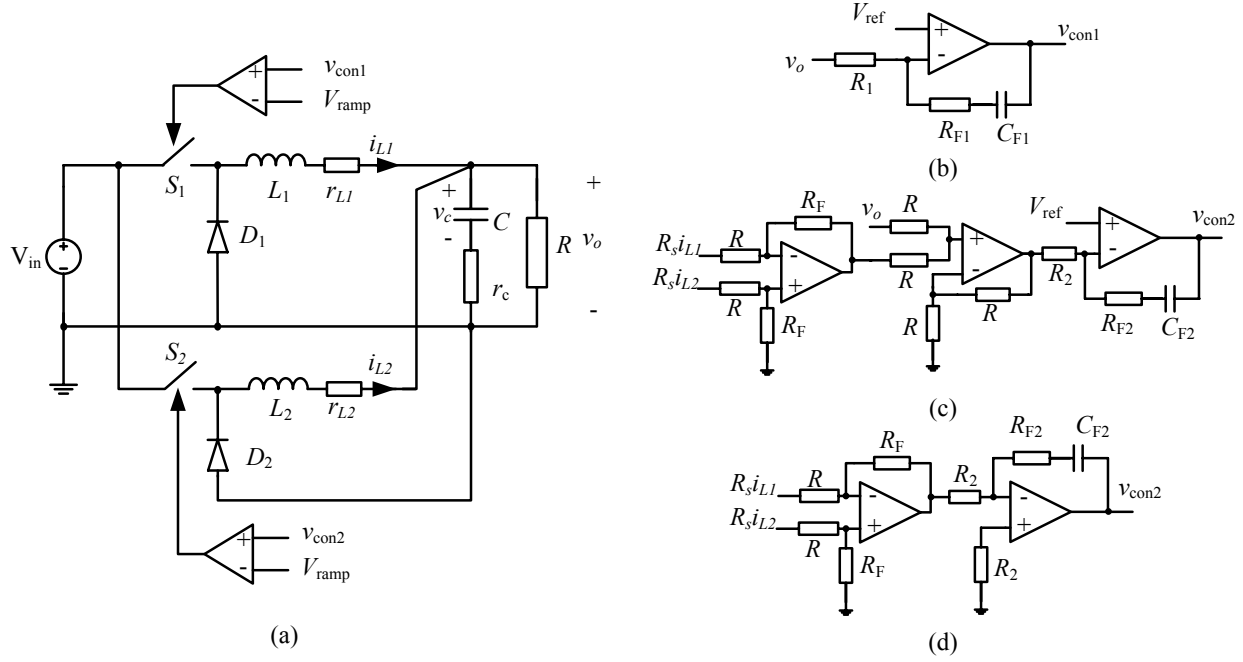 v_con1
V_ramp
i_L1
S_1
L_1
r_L1
+
v_c
-
C
R
+
v_o
-
D_1
V_in
r_c
S_2
i_L2
L_2
r_L2
D_2
v_con2
V_ramp
(a)
V_ref
v_con1
v_o
R_1
R_F1
C_F1
(b)
R_F
v_o
R
V_ref
v_con2
R_s i_L1
R
R_s i_L2
R
R
R_2
R_F
R
R
R_F2
C_F2
(c)
R_F
R_F2
C_F2
R_s i_L1
R
R_2
v_con2
R_s i_L2
R
R_F
R_2
(d)